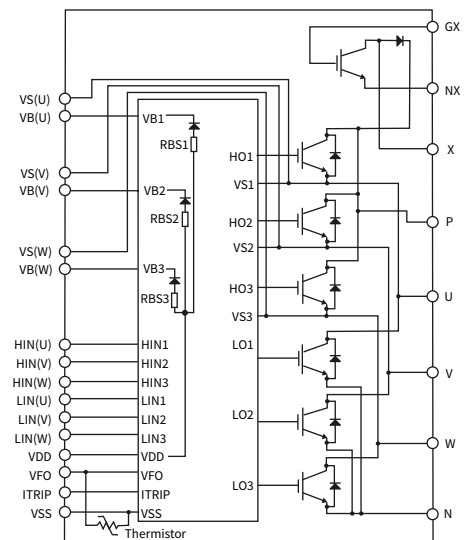 GX
NX
X
P
U
V
W
N
VS(U)
VB(U)
VS(V)
VB(V)
VS(W)
VB(W)
HIN(U)
HIN(V)
HIN(W)
LIN(U)
LIN(V)
LIN(W)
VDD
VFO
ITRIP
VSS
Thermistor
VB1
RBS1
VB2
RBS2
VB3
RBS3
HIN1
HIN2
HIN3
LIN1
LIN2
LIN3
VDD
VFO
ITRIP
VSS
HO1
VS1
HO2
VS2
HO3
VS3
LO1
LO2
LO3